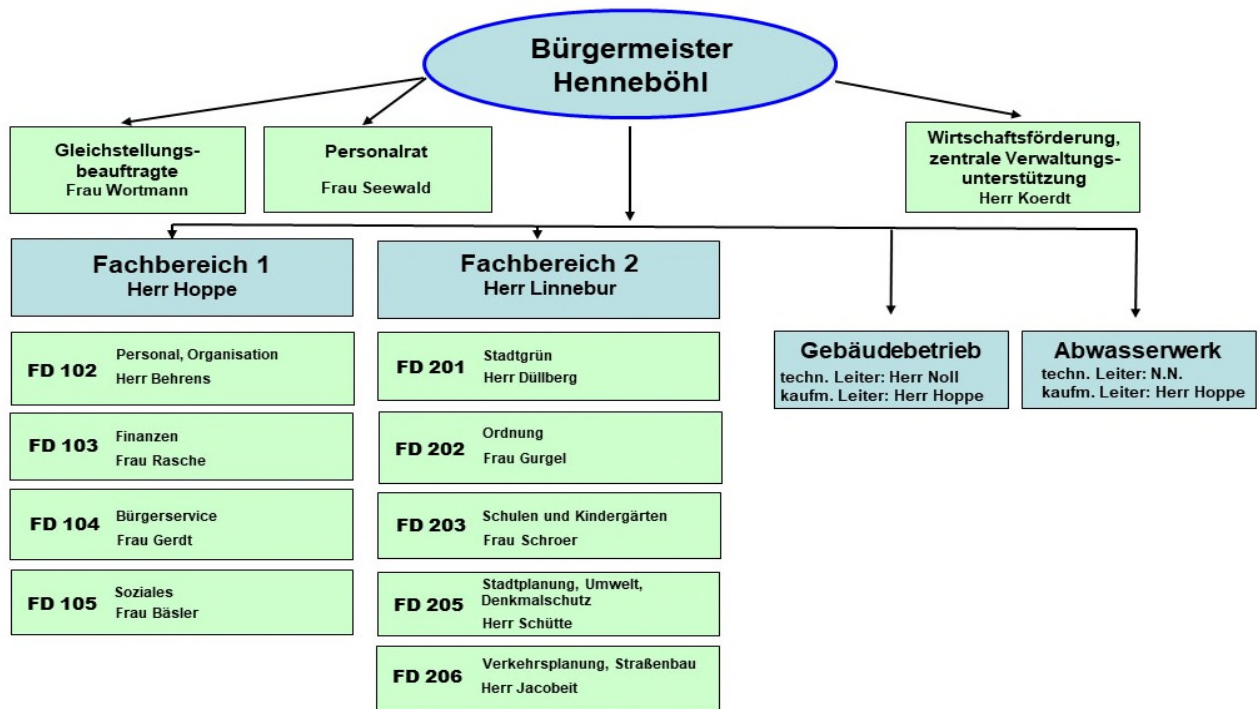 Bürgermeister
Henneböhl
Gleichstellungs-
beauftragte
Frau Wortmann
Personalrat
Frau Seewald
Wirtschaftsförderung,
zentrale Verwaltungs-
unterstützung
Herr Koerdt
Fachbereich 1
Herr Hoppe
FD 102
Personal, Organisation
Herr Behrens
FD 103
Finanzen
Frau Rasche
FD 104
Bürgerservice
Frau Gerdt
FD 105
Soziales
Frau Bäsler
Fachbereich 2
Herr Linnebur
FD 201
Stadtgrün
Herr Düllberg
FD 202
Ordnung
Frau Gurgel
FD 203
Schulen und Kindergärten
Frau Schroer
FD 205
Stadtplanung, Umwelt,
Denkmalschutz
Herr Schütte
FD 206
Verkehrsplanung, Straßenbau
Herr Jacobeit
Gebäudebetrieb
techn. Leiter: Herr Noll
kaufm. Leiter: Herr Hoppe
Abwasserwerk
techn. Leiter: N.N.
kaufm. Leiter: Herr Hoppe